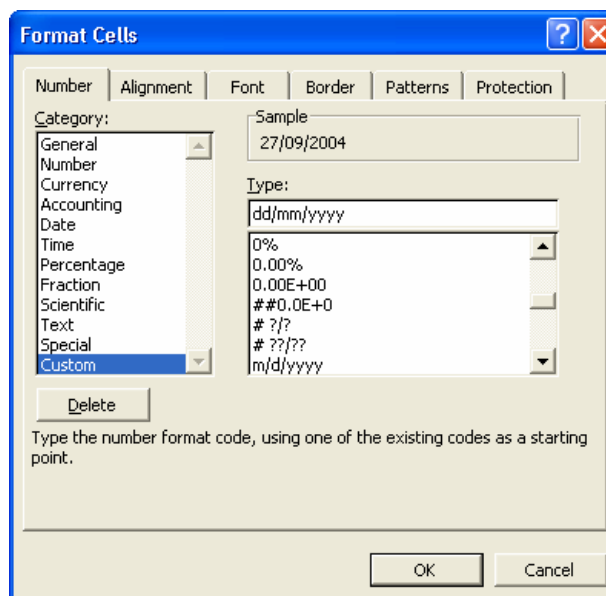 Format Cells
Number Alignment Font Border Patterns Protection
Category:
General
Number
Currency
Accounting
Date
Time
Percentage
Fraction
Scientific
Text
Special
Custom
Sample
27/09/2004
Type:
dd/mm/yyyy
0%
0.00%
0.00E+00
##0.0E+0
# ?/?
# ??/??
m/d/yyyy
Delete
Type the number format code, using one of the existing codes as a starting
point.
OK Cancel